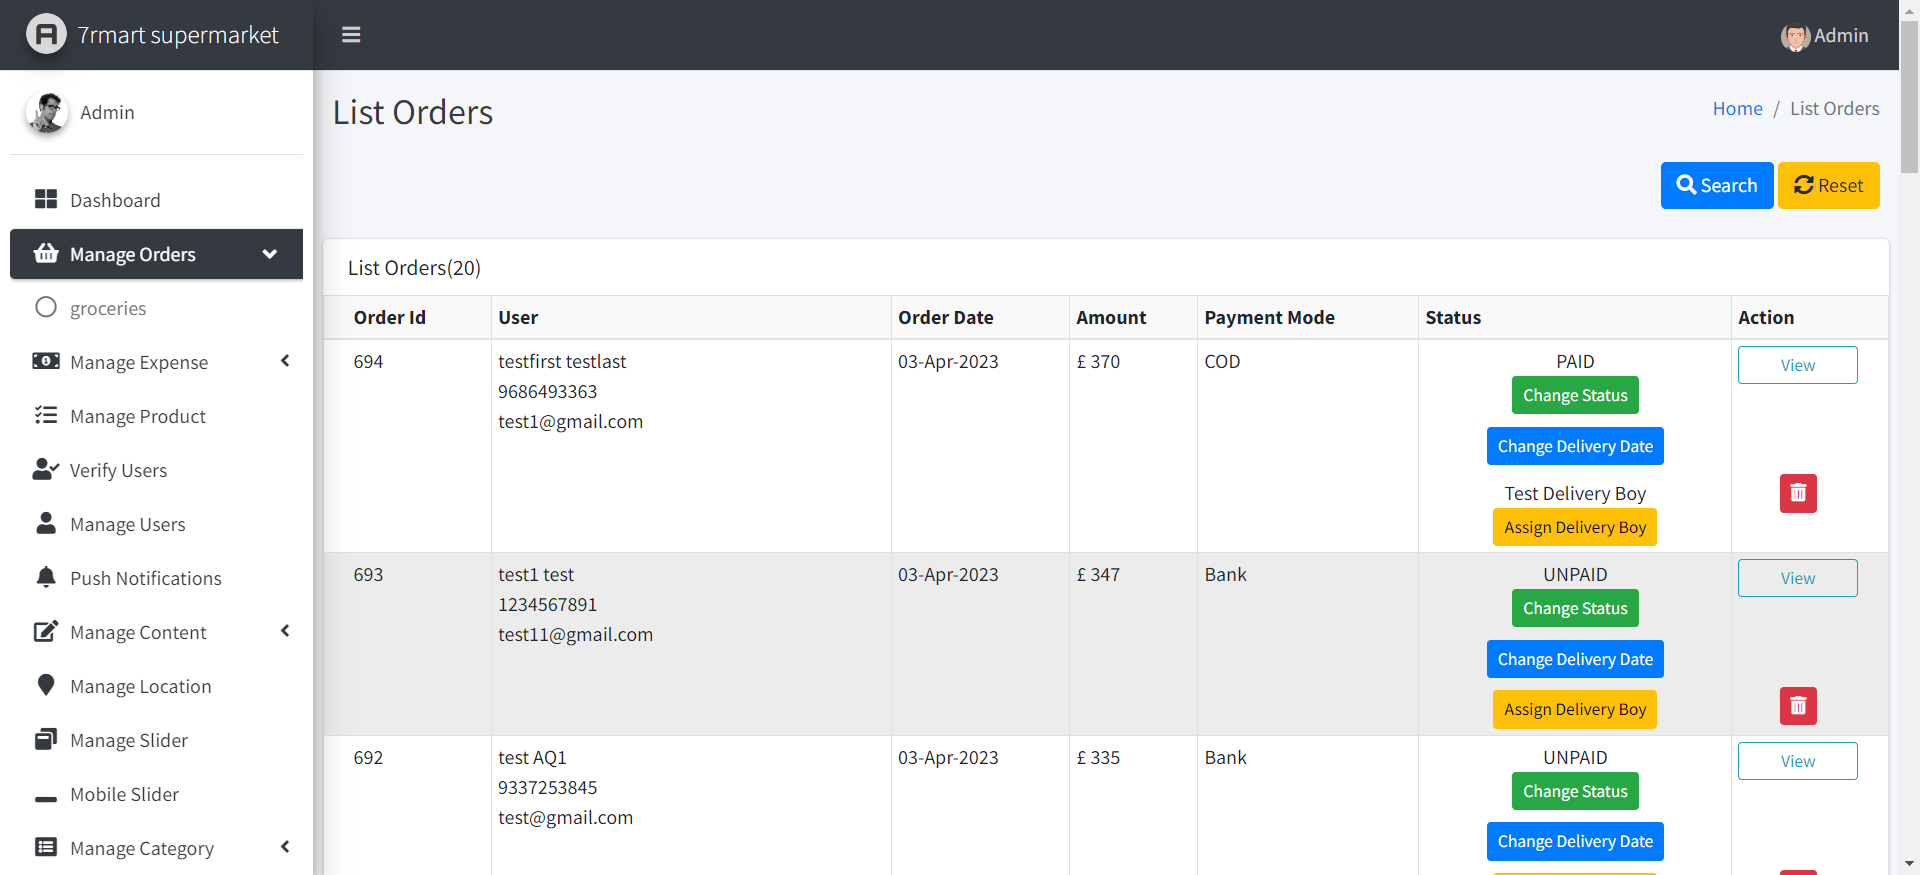 7rmart supermarket
Admin
Admin
Dashboard
Manage Orders
groceries
Manage Expense
Manage Product
Verify Users
Manage Users
Push Notifications
Manage Content
Manage Location
Manage Slider
Mobile Slider
Manage Category
List Orders
Home / List Orders
Search Reset
List Orders(20)
Order Id User Order Date Amount Payment Mode Status Action
694 testfirst testlast 03-Apr-2023 £ 370 COD PAID View
9686493363
Change Status
test1@gmail.com
Change Delivery Date
Test Delivery Boy
Assign Delivery Boy
693 test1 test 03-Apr-2023 £ 347 Bank UNPAID View
1234567891
Change Status
test11@gmail.com
Change Delivery Date
Assign Delivery Boy
692 test AQ1 03-Apr-2023 £ 335 Bank UNPAID View
9337253845
Change Status
test@gmail.com
Change Delivery Date